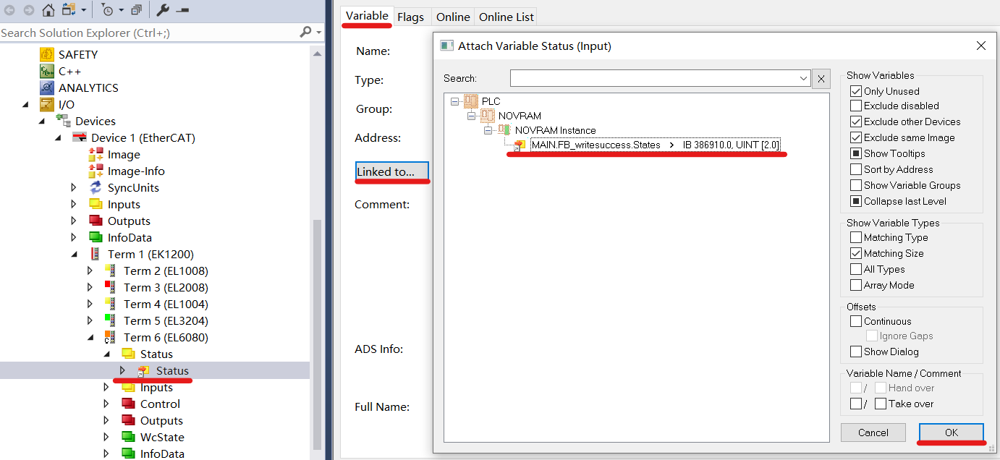 Search Solution Explorer (Ctrl+;)
SAFETY
C++
ANALYTICS
I/O
Devices
Device 1 (EtherCAT)
Image
Image-Info
SyncUnits
Inputs
Outputs
InfoData
Term 1 (EK1200)
Term 2 (EL1008)
Term 3 (EL2008)
Term 4 (EL1004)
Term 5 (EL3204)
Term 6 (EL6080)
Status
Status
Inputs
Control
Outputs
WcState
InfoData
Variable Flags Online Online List
Name:
Type:
Group:
Address:
Linked to...
Comment:
ADS Info:
Full Name:
Attach Variable Status (Input)
Search:
PLC
NOVRAM
NOVRAM Instance
MAIN.FB_writesuccess.States > IB 386910.0, UINT [2.0]
Show Variables
Only Unused
Exclude disabled
Exclude other Devices
Exclude same Image
Show Tooltips
Sort by Address
Show Variable Groups
Collapse last Level
Show Variable Types
Matching Type
Matching Size
All Types
Array Mode
Offsets
Continuous
Ignore Gaps
Show Dialog
Variable Name / Comment
/ Hand over
/ Take over
Cancel OK